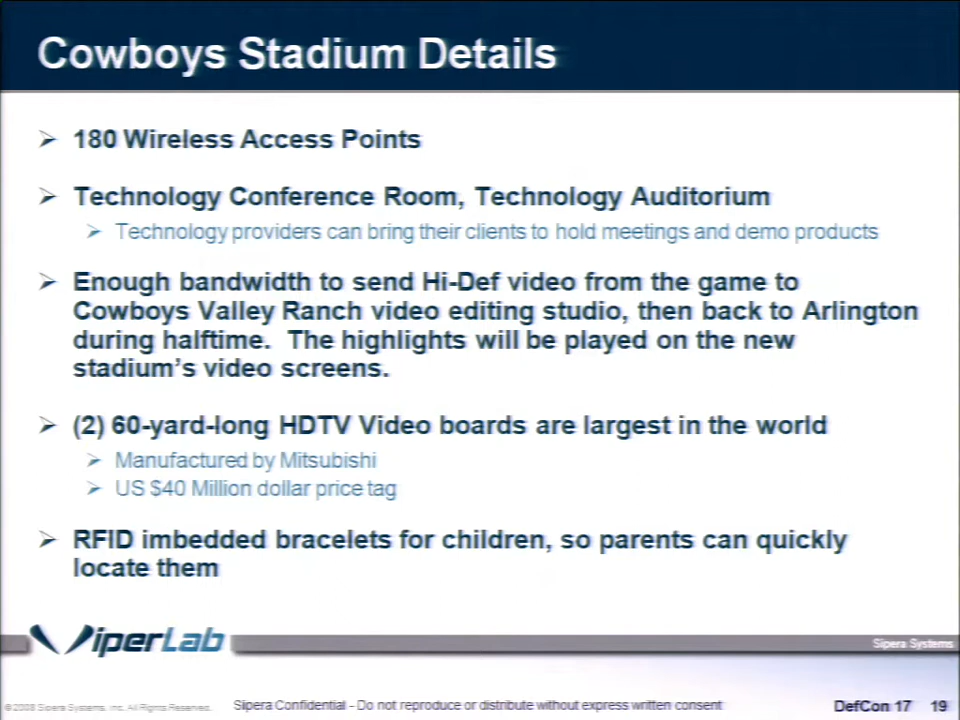 Cowboys Stadium Details
180 Wireless Access Points
Technology Conference Room, Technology Auditorium
Technology providers can bring their clients to hold meetings and demo products
Enough bandwidth to send Hi-Def video from the game to
Cowboys Valley Ranch video editing studio, then back to Arlington
during halftime. The highlights will be played on the new
stadium's video screens.
(2) 60-yard-long HDTV Video boards are largest in the world
Manufactured by Mitsubishi
US $40 Million dollar price tag
RFID imbedded bracelets for children, so parents can quickly
locate them
ViperLab
Sipera Systems
© 2008 Sipera Systems, Inc. All Rights Reserved.
Sipera Confidential - Do not reproduce or distribute without express written consent
DefCon 17 19